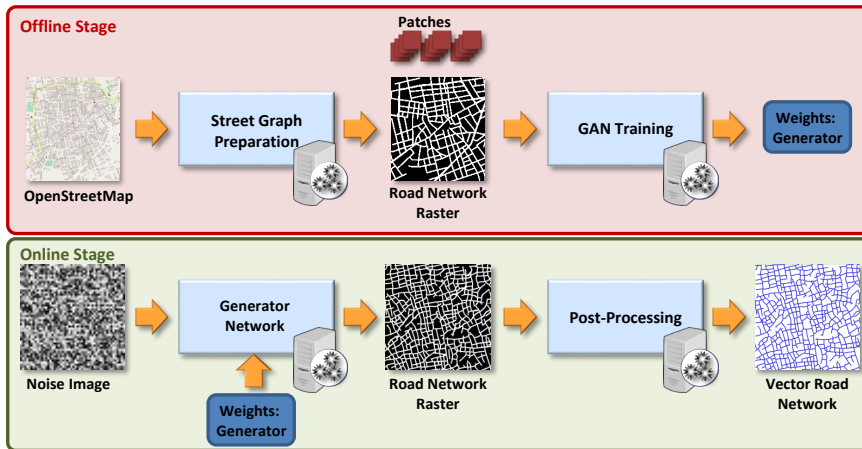 Offline Stage
Patches
Street Graph
Preparation
GAN Training
Weights:
Generator
OpenStreetMap
Road Network
Raster
Online Stage
Generator
Network
Post-Processing
Noise Image
Weights:
Generator
Road Network
Raster
Vector Road
Network